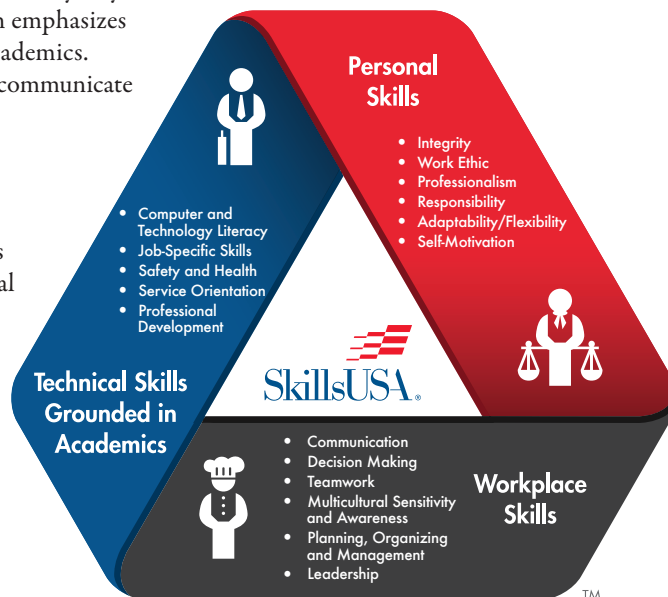 n emphasizes
ademics.
communicate
s
al
Personal
Skills
• Integrity
• Work Ethic
• Professionalism
• Responsibility
• Adaptability/Flexibility
• Self-Motivation
• Computer and
Technology Literacy
• Job-Specific Skills
• Safety and Health
• Service Orientation
• Professional
Development
Technical Skills
Grounded in
Academics
SkillsUSA®
• Communication
• Decision Making
• Teamwork
• Multicultural Sensitivity
and Awareness
• Planning, Organizing
and Management
• Leadership
Workplace
Skills
TM